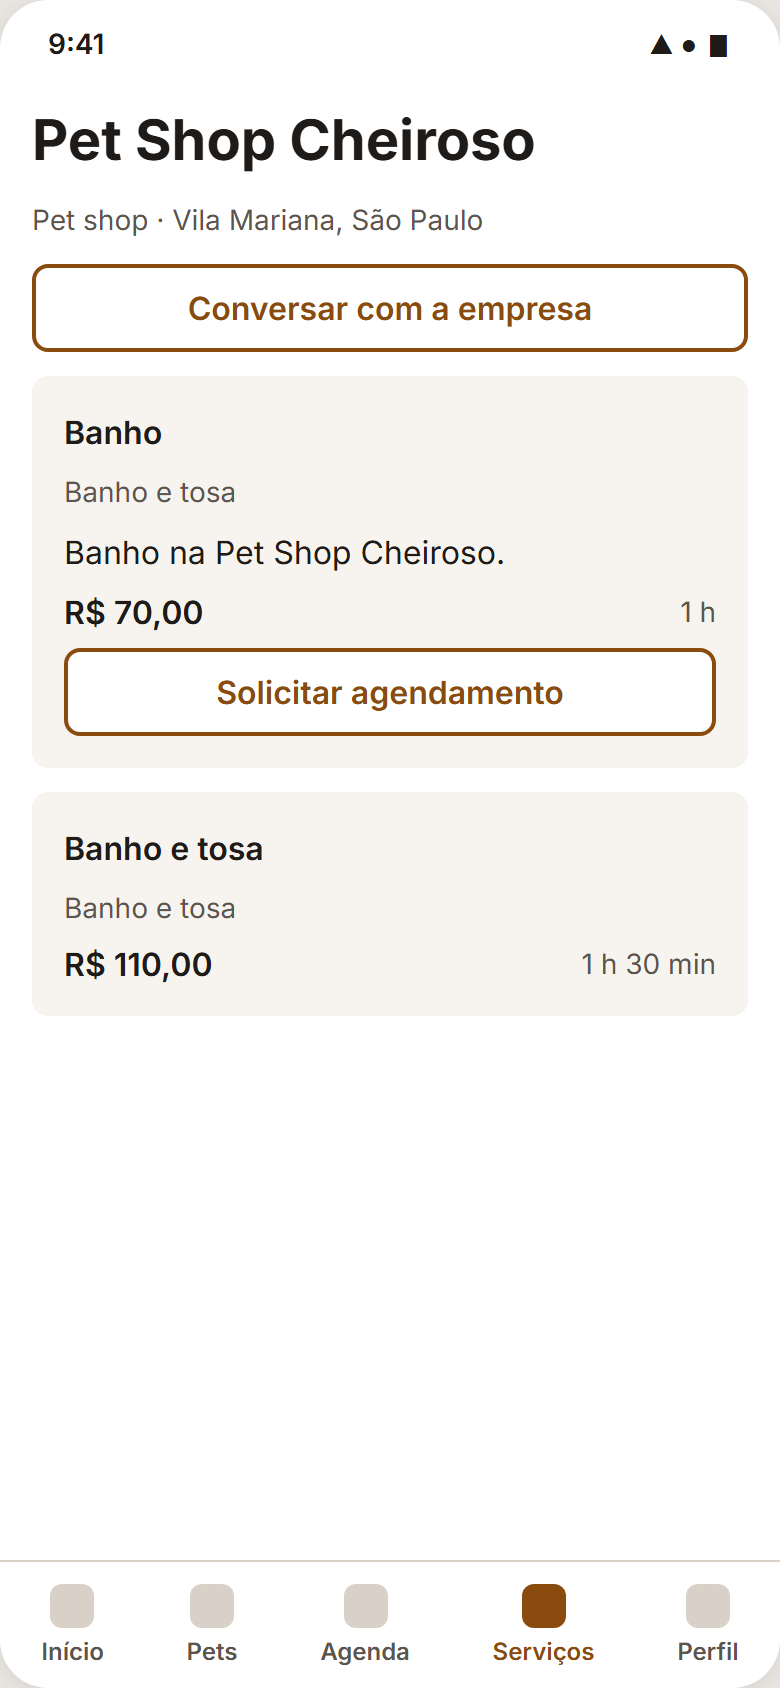 9:41
Pet Shop Cheiroso
Pet shop · Vila Mariana, São Paulo
Conversar com a empresa
Banho
Banho e tosa
Banho na Pet Shop Cheiroso.
R$ 70,00 1 h
Solicitar agendamento
Banho e tosa
Banho e tosa
R$ 110,00 1 h 30 min
Início Pets Agenda Serviços Perfil